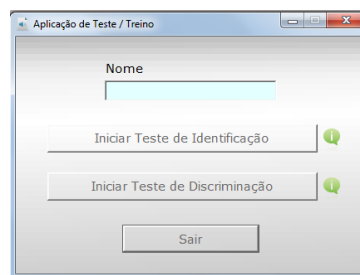 Aplicação de Teste / Treino
Nome
Iniciar Teste de Identificação
Iniciar Teste de Discriminação
Sair